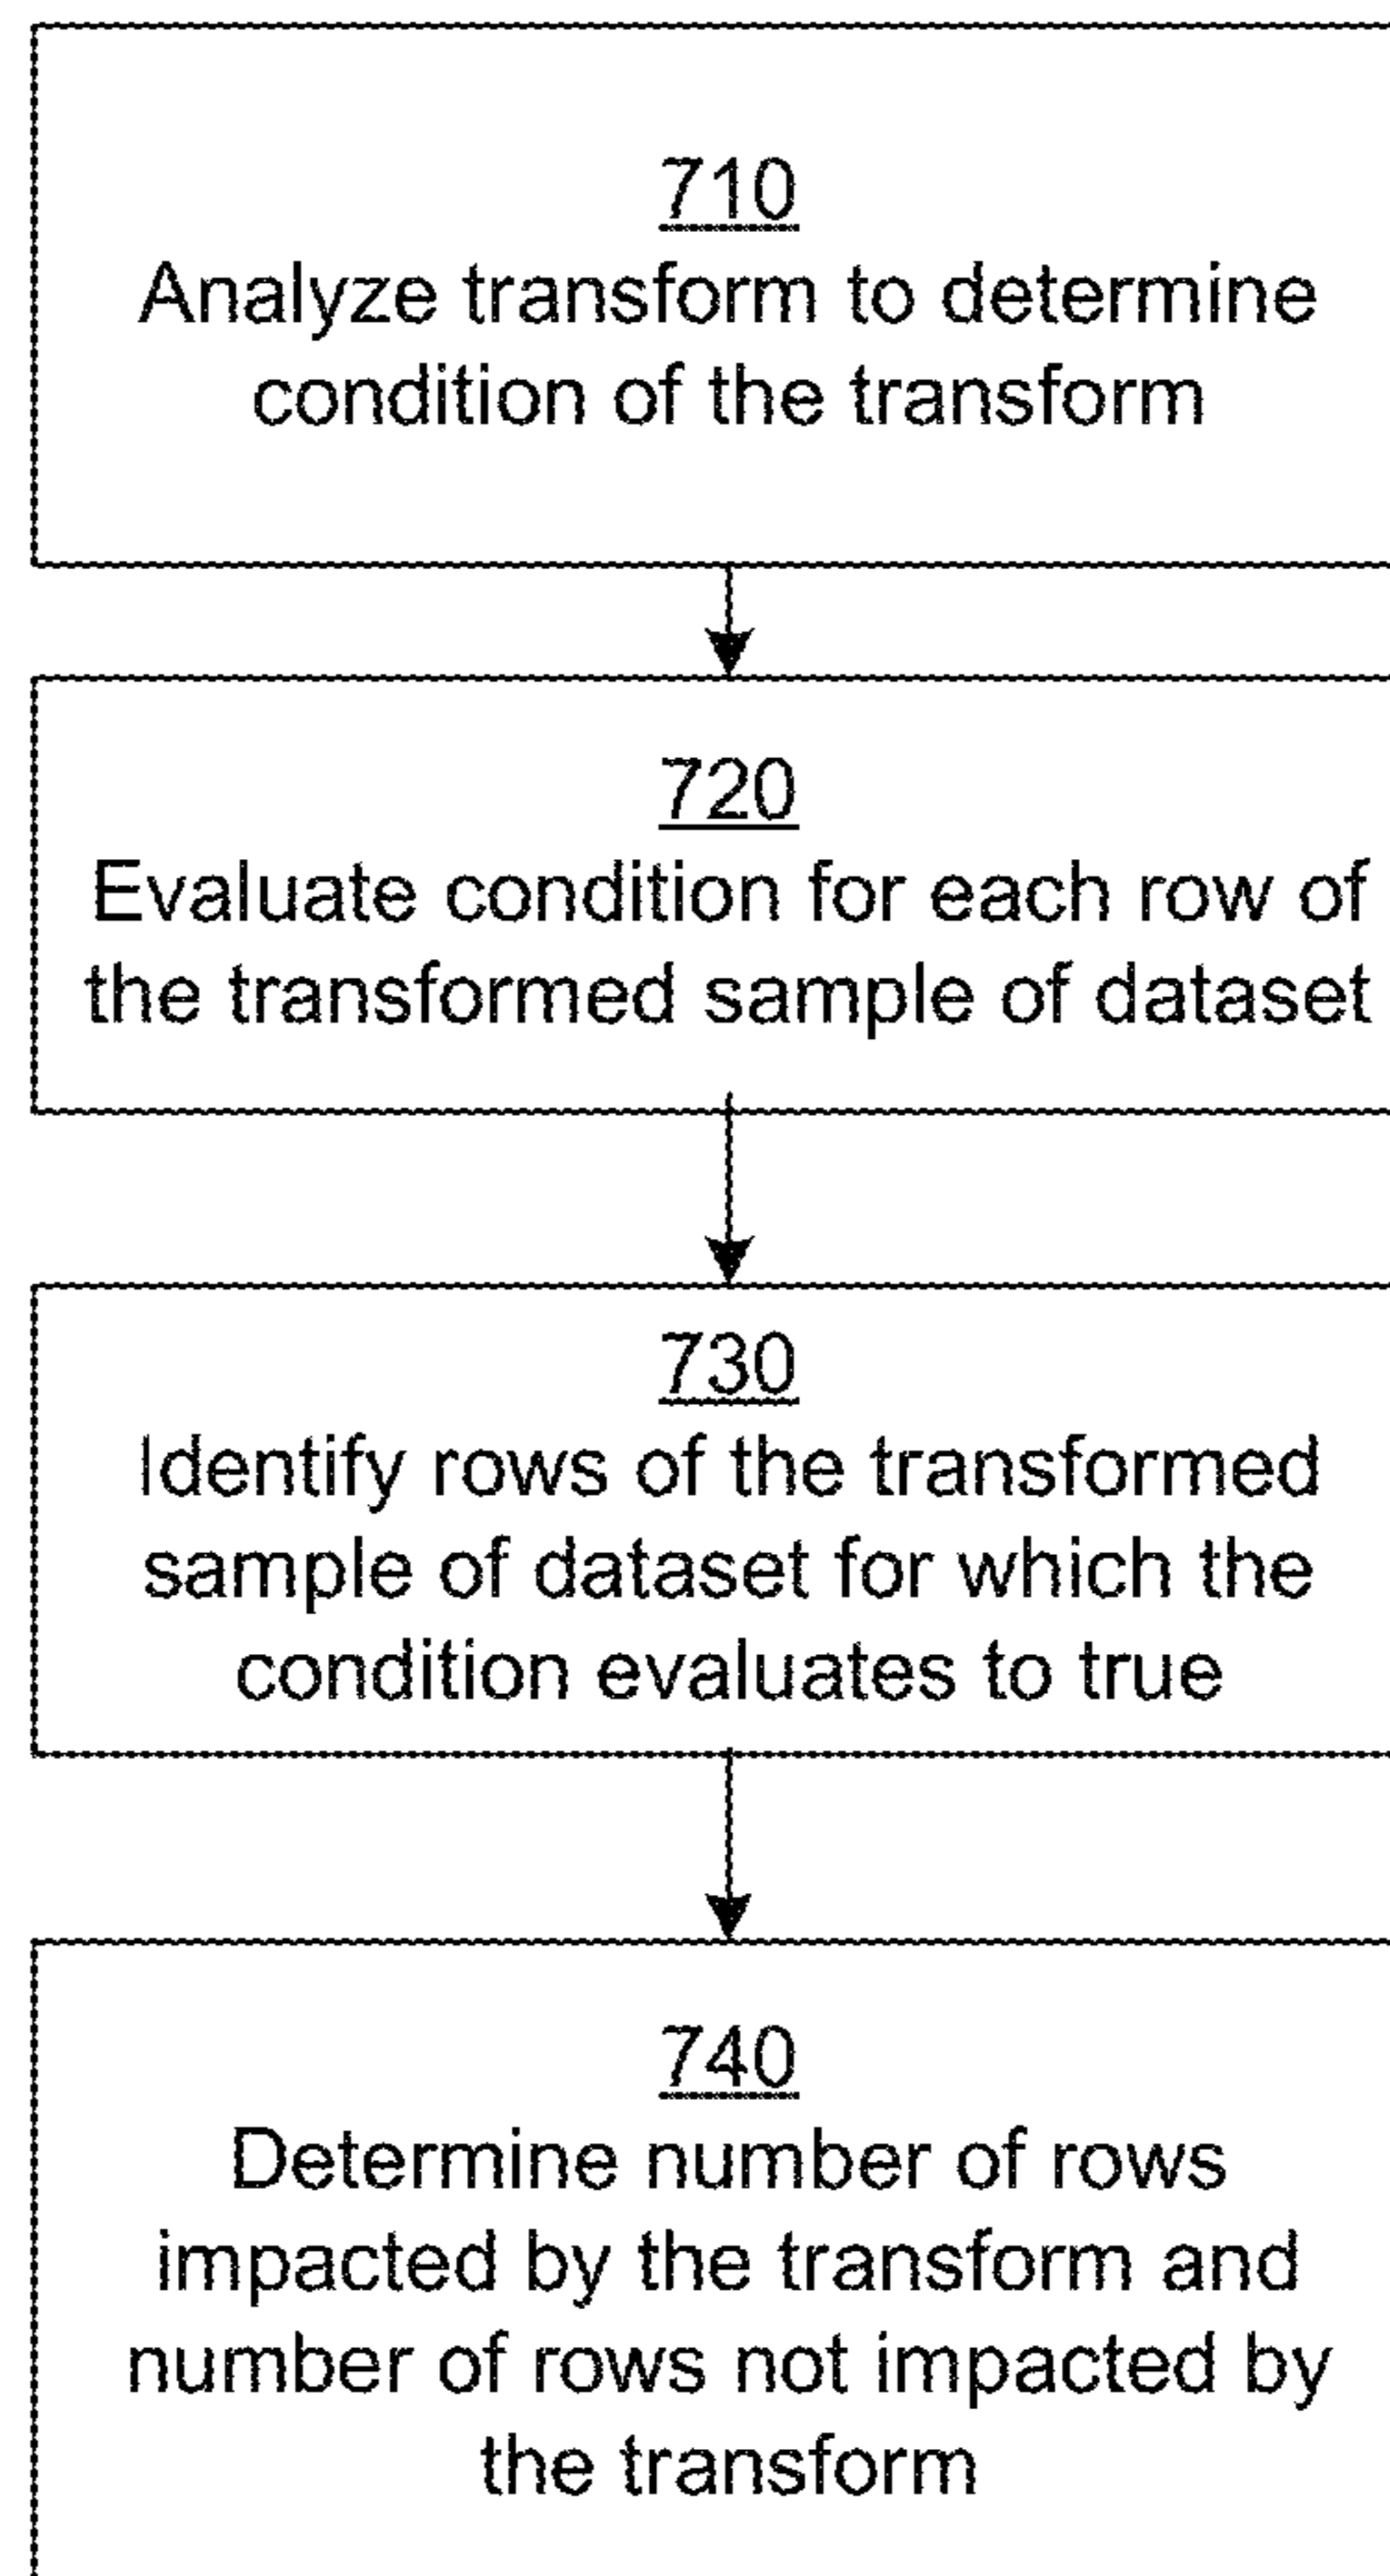 710
Analyze transform to determine
condition of the transform
720
Evaluate condition for each row of
the transformed sample of dataset
730
Identify rows of the transformed
sample of dataset for which the
condition evaluates to true
740
Determine number of rows
impacted by the transform and
number of rows not impacted by
the transform